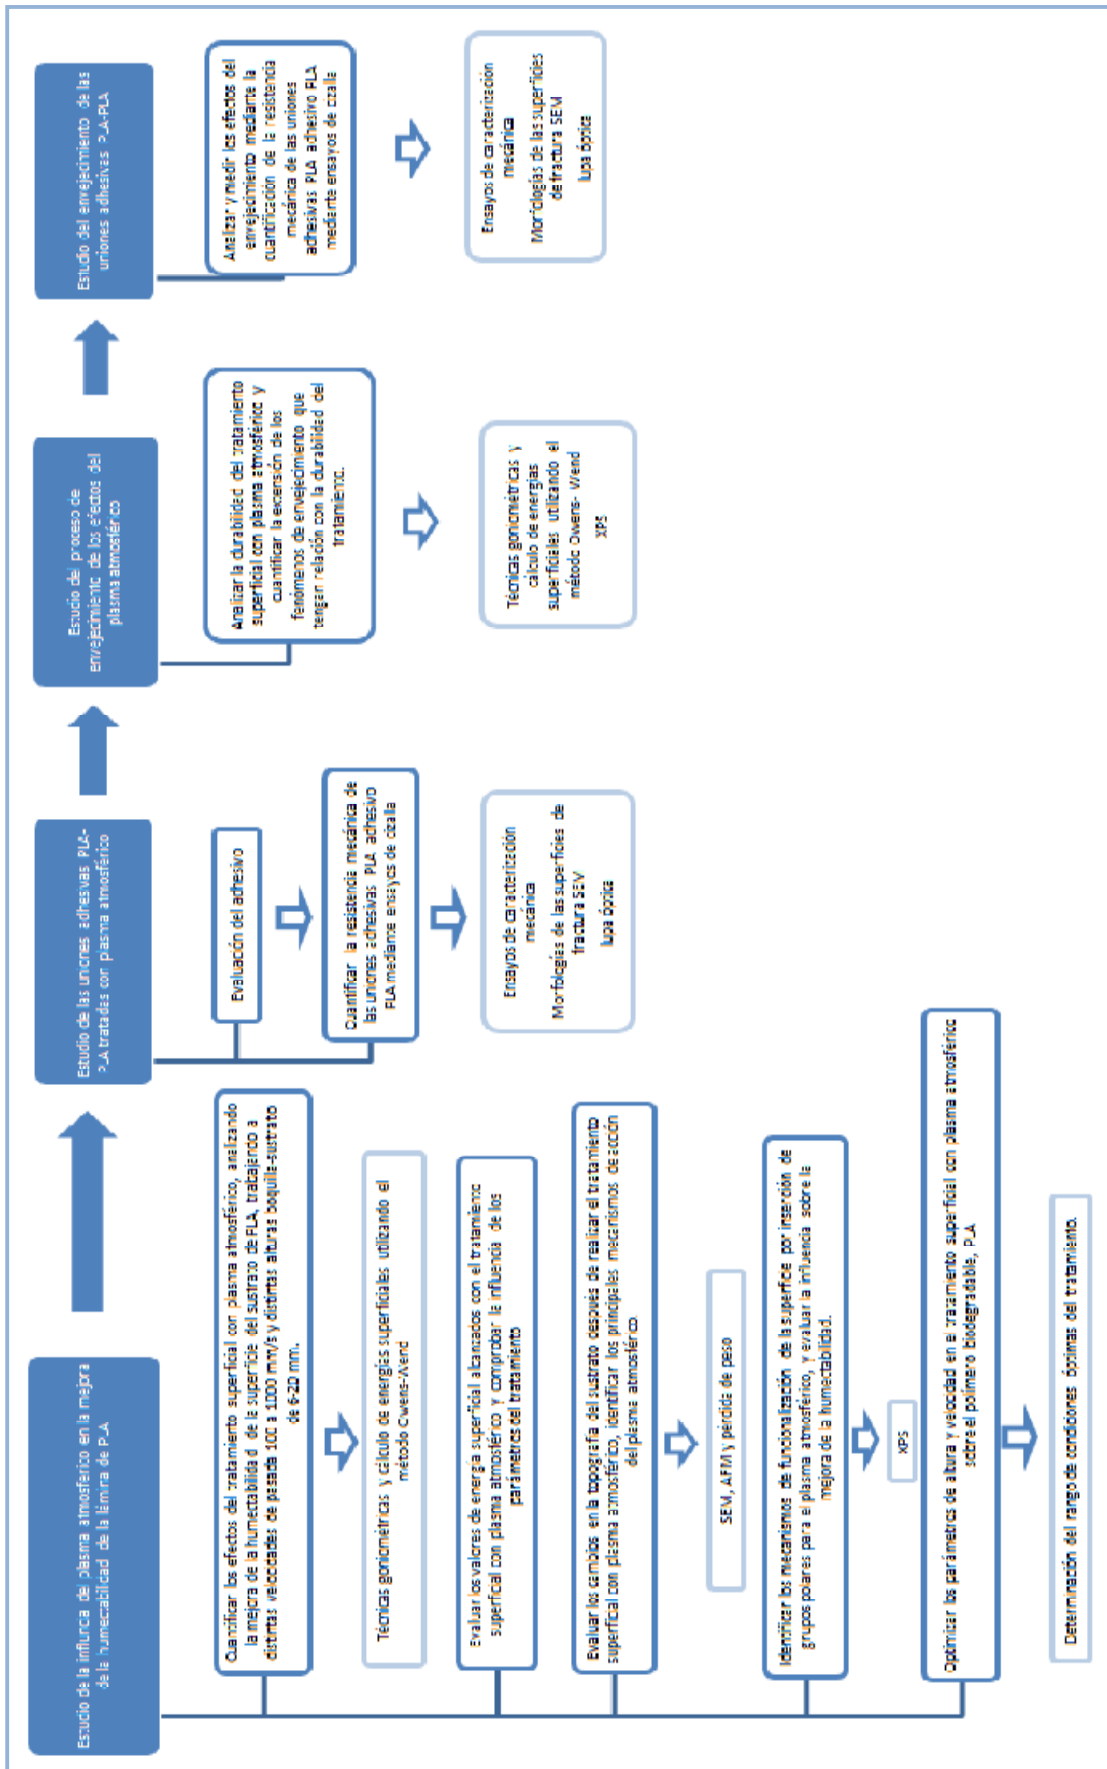 Estudio de la influncia del plasma atmosférico en la mejora
de la humectabilidad de la lámina de PLA
Cuantificar los efectos del tratamiento superficial con plasma atmosférico, analizando
la mejora de la humectabilidad de la superficie del sustrato de PLA, trabajando a
distintas velocidades de pasada 100 a 1000 mm/s y distintas alturas boquilla-sustrato
de 6-20 mm.
Técnicas goniométricas y cálculo de energías superficiales utilizando el
método Owens-Wend
Evaluar los valores de energía superficial alcanzados con el tratamiento
superficial con plasma atmosférico y comprobar la influencia de los
parámetros del tratamiento
Evaluar los cambios en la topografía del sustrato después de realizar el tratamiento
superficial con plasma atmosférico, identificar los principales mecanismos de acción
del plasma atmosférico
SEM, AFM y pérdida de peso
Identificar los mecanismos de funcionalización de la superficie por inserción de
grupos polares para el plasma atmosférico, y evaluar la influencia sobre la
mejora de la humectabilidad.
XPS
Optimizar los parámetros de altura y velocidad en el tratamiento superficial con plasma atmosférico
sobre el polímero biodegradable, PLA
Determinación del rango de condiciones óptimas del tratamiento.
Estudio de las uniones adhesivas PLA-
PLA tratadas con plasma atmosférico
Evaluación del adhesivo
Cuantificar la resistencia mecánica de
las uniones adhesivas PLA adhesivo
PLA mediante ensayos de cizalla
Ensayos de caracterización
mecánica
Morfologías de las superficies de
fractura SEM
lupa óptica
Estudio del proceso de
envejecimiento de los efectos del
plasma atmosférico
Analizar la durabilidad del tratamiento
superficial con plasma atmosférico y
cuantificar la extensión de los
fenómenos de envejecimiento que
tengan relación con la durabilidad del
tratamiento.
Técnicas goniométricas y
cálculo de energías
superficiales utilizando el
método Owens- Wend
XPS
Estudio del envejecimiento de las
uniones adhesivas PLA-PLA
Analizar y medir los efectos del
envejecimiento mediante la
cuantificación de la resistencia
mecánica de las uniones
adhesivas PLA adhesivo PLA
mediante ensayos de cizalla
Ensayos de caracterización
mecánica
Morfologías de las superficies
de fractura SEM
lupa óptica